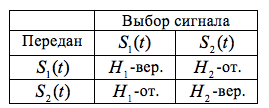 Выбор сигнала
Передан S₁(t) S₂(t)
S₁(t) H₁-вер. H₂-от.
S₂(t) H₁-от. H₂-вер.